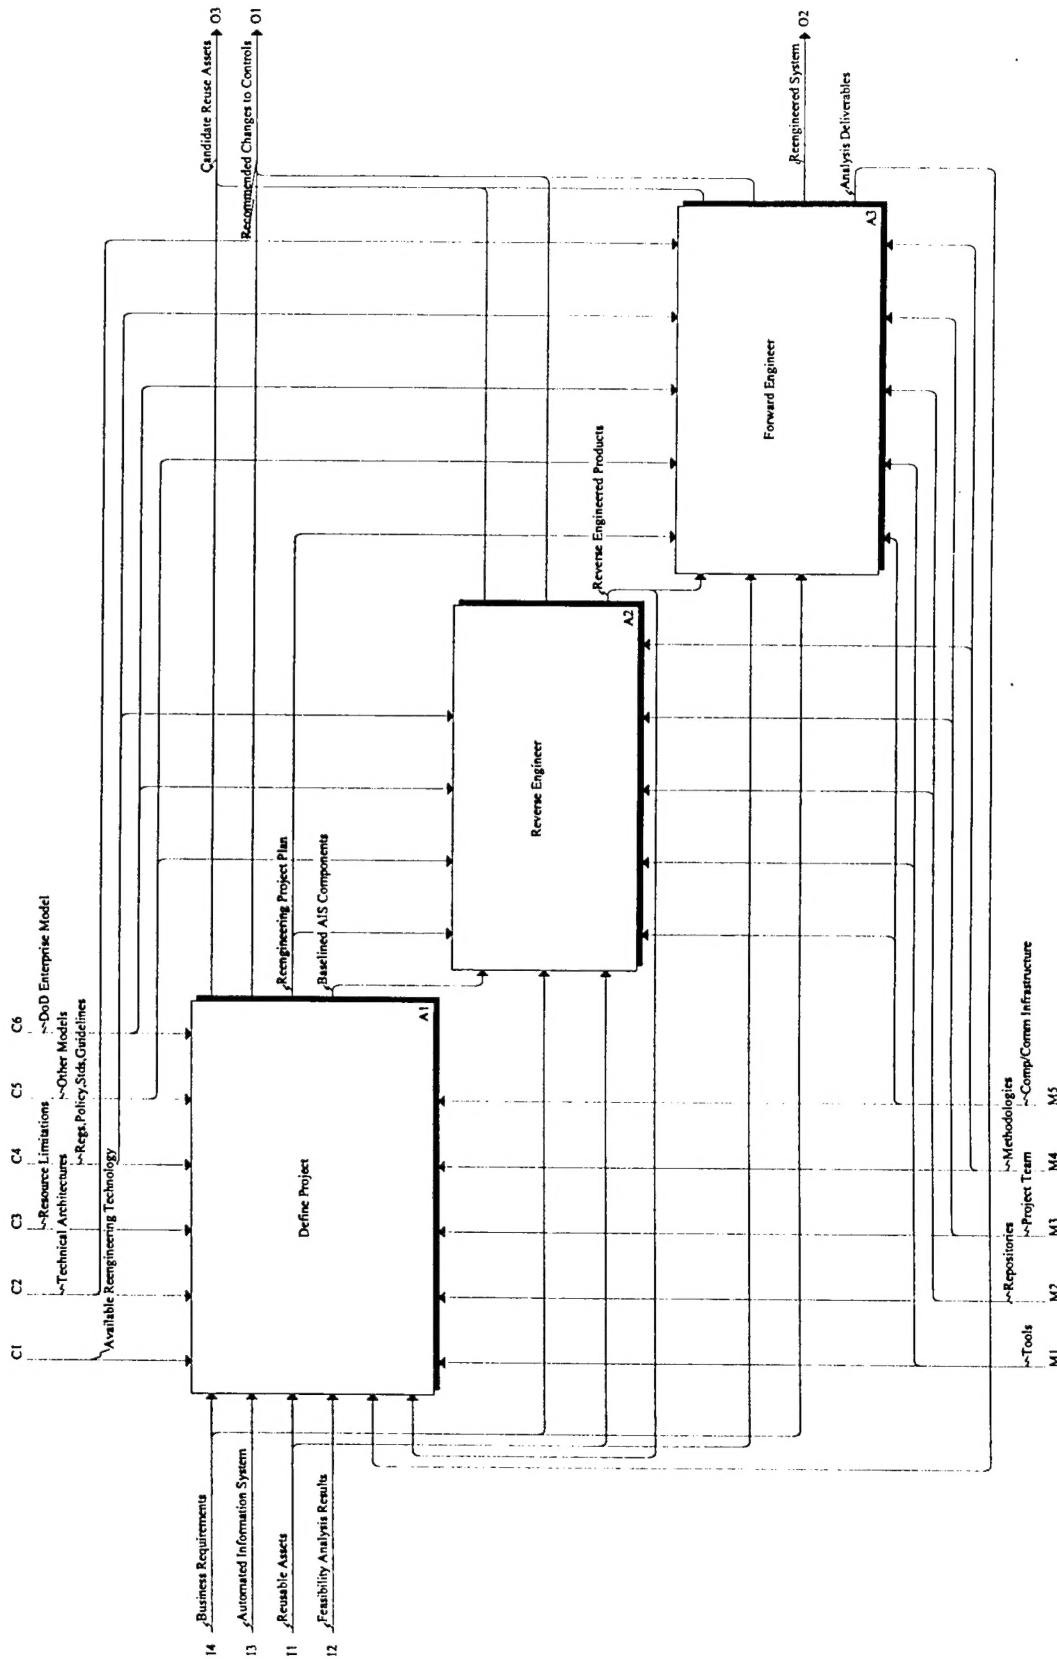 C1
C2
C3
C4
C5
C6
~Resource Limitations
~DoD Enterprise Model
~Technical Architectures
~Other Models
~Regs,Policy,Stds,Guidelines
Available Reengineering Technology
I4
Business Requirements
I3
Automated Information System
I1
Reusable Assets
I2
Feasibility Analysis Results
Define Project
A1
Reengineering Project Plan
Baselined AIS Components
Reverse Engineer
A2
Reverse Engineered Products
Forward Engineer
A3
Candidate Reuse Assets
O3
Recommended Changes to Controls
O1
Reengineered System
O2
Analysis Deliverables
~Repositories
~Methodologies
~Tools
~Project Team
~Comp/Comm Infrastructure
M1
M2
M3
M4
M5